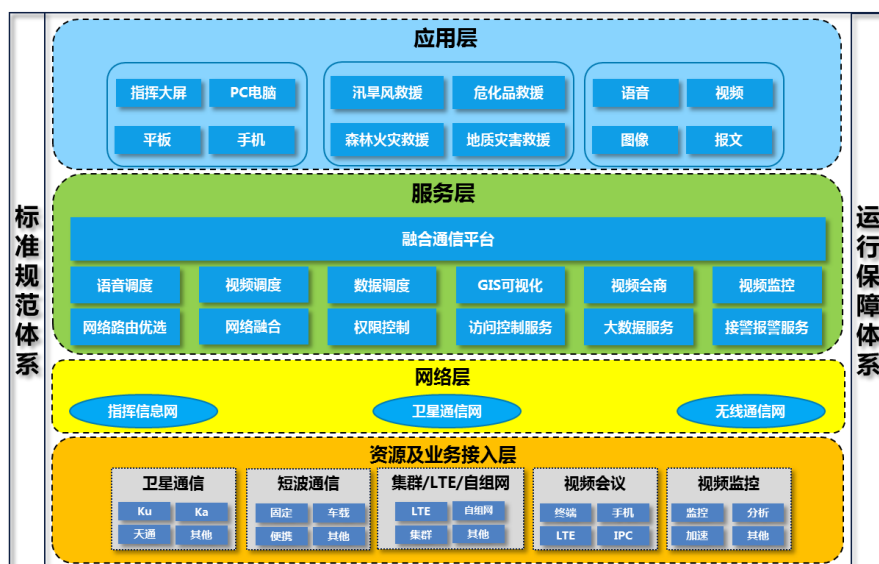 应用层
指挥大屏 PC电脑 汛旱风救援 危化品救援 语音 视频
平板 手机 森林火灾救援 地质灾害救援 图像 报文
标准规范体系
服务层
融合通信平台
语音调度 视频调度 数据调度 GIS可视化 视频会商 视频监控
网络路由优选 网络融合 权限控制 访问控制服务 大数据服务 接警报警服务
运行保障体系
网络层
指挥信息网 卫星通信网 无线通信网
资源及业务接入层
卫星通信 短波通信 集群/LTE/自组网 视频会议 视频监控
Ku Ka 固定 车载 LTE 自组网 终端 手机 监控 分析
天通 其他 便携 其他 集群 其他 LTE IPC 加速 其他